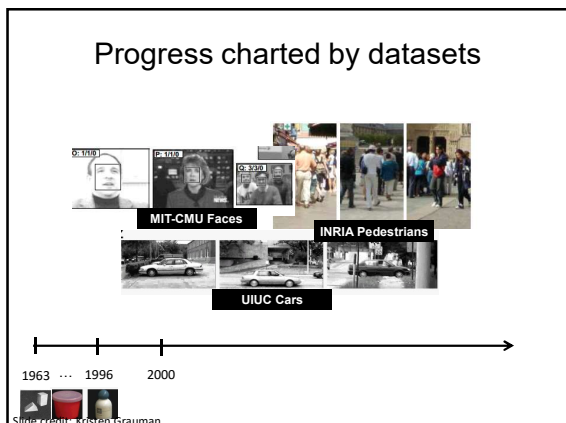 Progress charted by datasets
O: 1/1/0
P: 1/1/0
Q: 3/3/0
NEWS
MIT-CMU Faces
INRIA Pedestrians
UIUC Cars
1963 … 1996 2000
Slide credit: Kristen Grauman